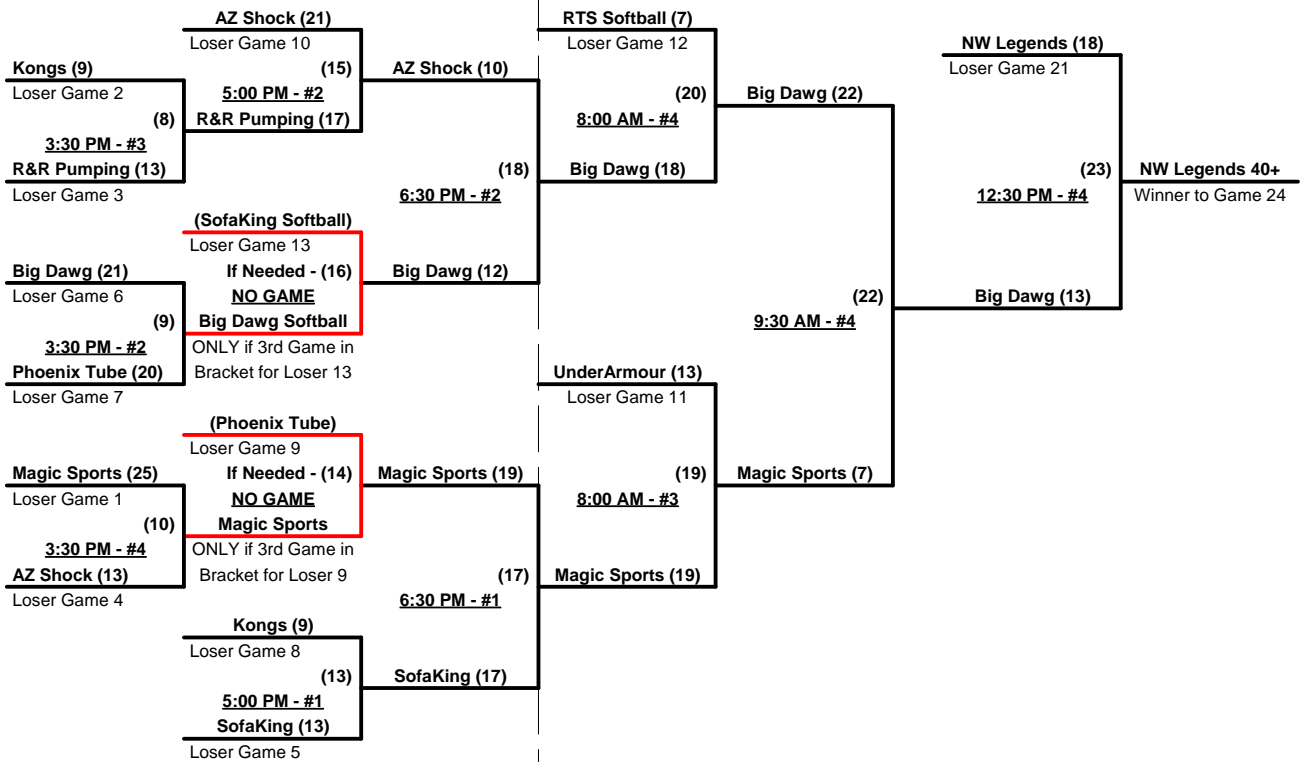 AZ Shock (21)
Loser Game 10
Kongs (9)
Loser Game 2
(15)
5:00 PM - #2
AZ Shock (10)
(8)
3:30 PM - #3
R&R Pumping (17)
R&R Pumping (13)
Loser Game 3
(18)
6:30 PM - #2
(SofaKing Softball)
Loser Game 13
Big Dawg (21)
Loser Game 6
If Needed - (16)
NO GAME
Big Dawg (12)
(9)
3:30 PM - #2
Big Dawg Softball
ONLY if 3rd Game in
Bracket for Loser 13
Phoenix Tube (20)
Loser Game 7
(Phoenix Tube)
Loser Game 9
Magic Sports (25)
Loser Game 1
If Needed - (14)
NO GAME
Magic Sports (19)
(10)
3:30 PM - #4
Magic Sports
ONLY if 3rd Game in
Bracket for Loser 9
AZ Shock (13)
Loser Game 4
(17)
6:30 PM - #1
Kongs (9)
Loser Game 8
(13)
5:00 PM - #1
SofaKing (17)
SofaKing (13)
Loser Game 5
RTS Softball (7)
Loser Game 12
(20)
8:00 AM - #4
Big Dawg (22)
Big Dawg (18)
(22)
9:30 AM - #4
UnderArmour (13)
Loser Game 11
(19)
8:00 AM - #3
Magic Sports (7)
Magic Sports (19)
NW Legends (18)
Loser Game 21
(23)
12:30 PM - #4
NW Legends 40+
Winner to Game 24
Big Dawg (13)